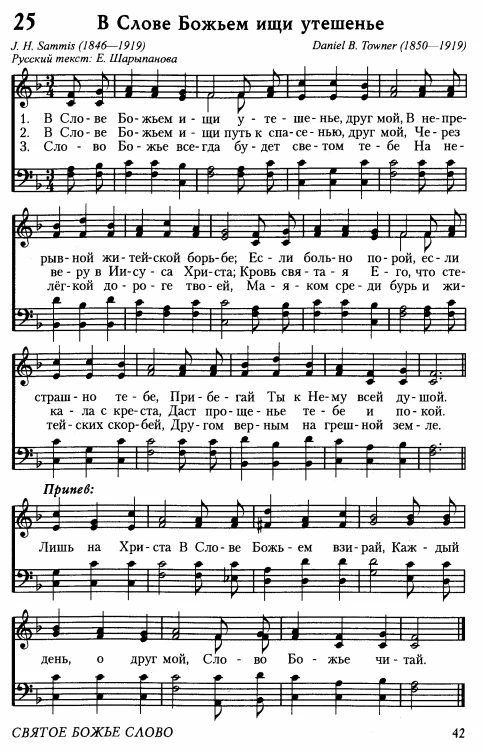 25 В Слове Божьем ищи утешенье
J. H. Sammis (1846—1919) Daniel B. Towner (1850—1919)
Русский текст: Е. Шарыпанова
1. В Сло-ве Бо-жьем и-щи у-те-ше-нье, друг мой, В не-пре-
2. В Сло-ве Бо-жьем и-щи путь к спа-се-нью, друг мой, Че-рез
3. Сло-во Бо-жье все-гда бу-дет све-том те-бе На не-
рыв-ной жи-тей-ской борь-бе; Ес-ли боль-но по-рой, ес-ли
ве-ру в Ии-су-са Хри-ста; Кровь свя-та-я Е-го, что сте-
лёг-кой до-ро-ге тво-ей, Ма-я-ком сре-ди бурь и жи-
страш-но те-бе, При-бе-гай Ты к Не-му всей ду-шой.
ка-ла с кре-ста, Даст про-ще-нье те-бе и по-кой.
тей-ских скор-бей, Дру-гом вер-ным на греш-ной зем-ле.
Припев:
Лишь на Хри-ста В Сло-ве Божь-ем взи-рай, Каж-дый
день, о друг мой, Сло-во Бо-жье чи-тай.
СВЯТОЕ БОЖЬЕ СЛОВО 42